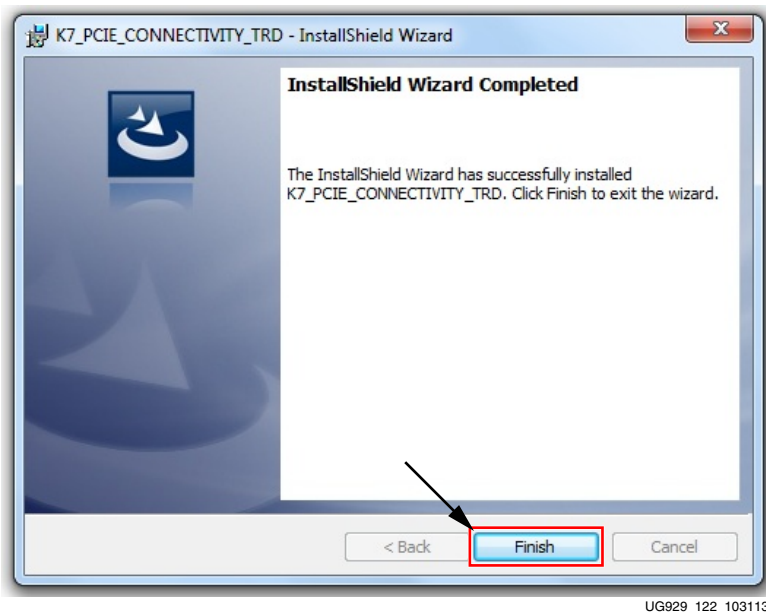 K7_PCIE_CONNECTIVITY_TRD - InstallShield Wizard
InstallShield Wizard Completed
The InstallShield Wizard has successfully installed
K7_PCIE_CONNECTIVITY_TRD. Click Finish to exit the wizard.
< Back Finish Cancel
UG929_122_103113